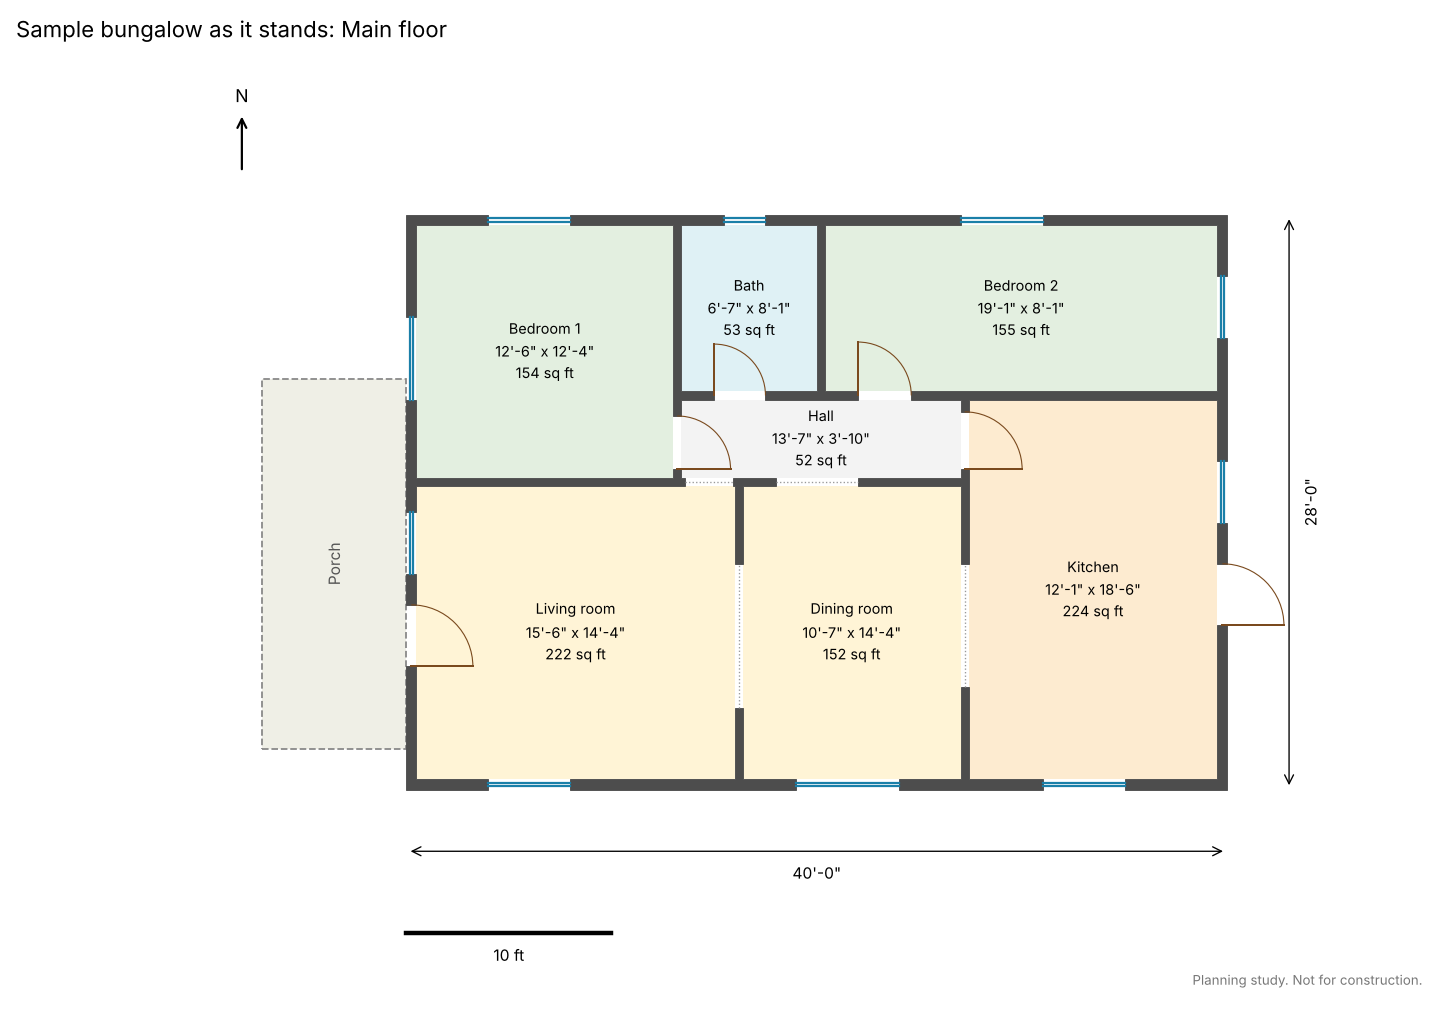 Sample bungalow as it stands: Main floor
N
Bath
6'-7" x 8'-1"
53 sq ft
Bedroom 2
19'-1" x 8'-1"
155 sq ft
Bedroom 1
12'-6" x 12'-4"
154 sq ft
Hall
13'-7" x 3'-10"
52 sq ft
28'-0"
Porch
Kitchen
12'-1" x 18'-6"
224 sq ft
Living room
15'-6" x 14'-4"
222 sq ft
Dining room
10'-7" x 14'-4"
152 sq ft
40'-0"
10 ft
Planning study. Not for construction.